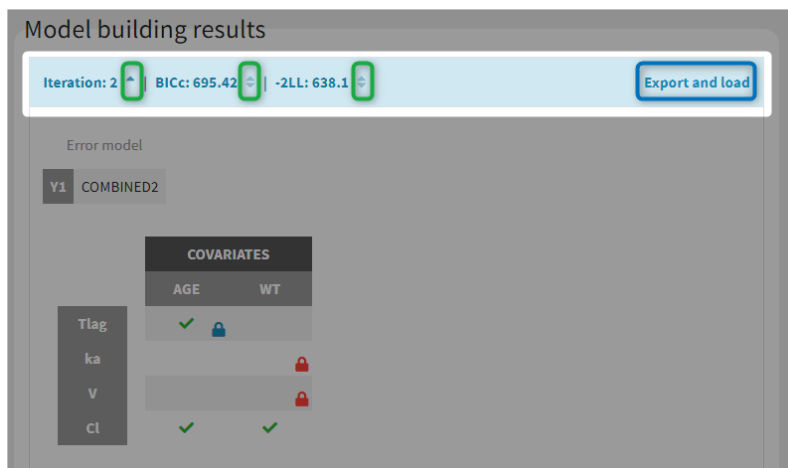 Model building results
Iteration: 2 | BICc: 695.42 | -2LL: 638.1 Export and load
Error model
Y1 COMBINED2
COVARIATES
AGE WT
Tlag
ka
V
Cl